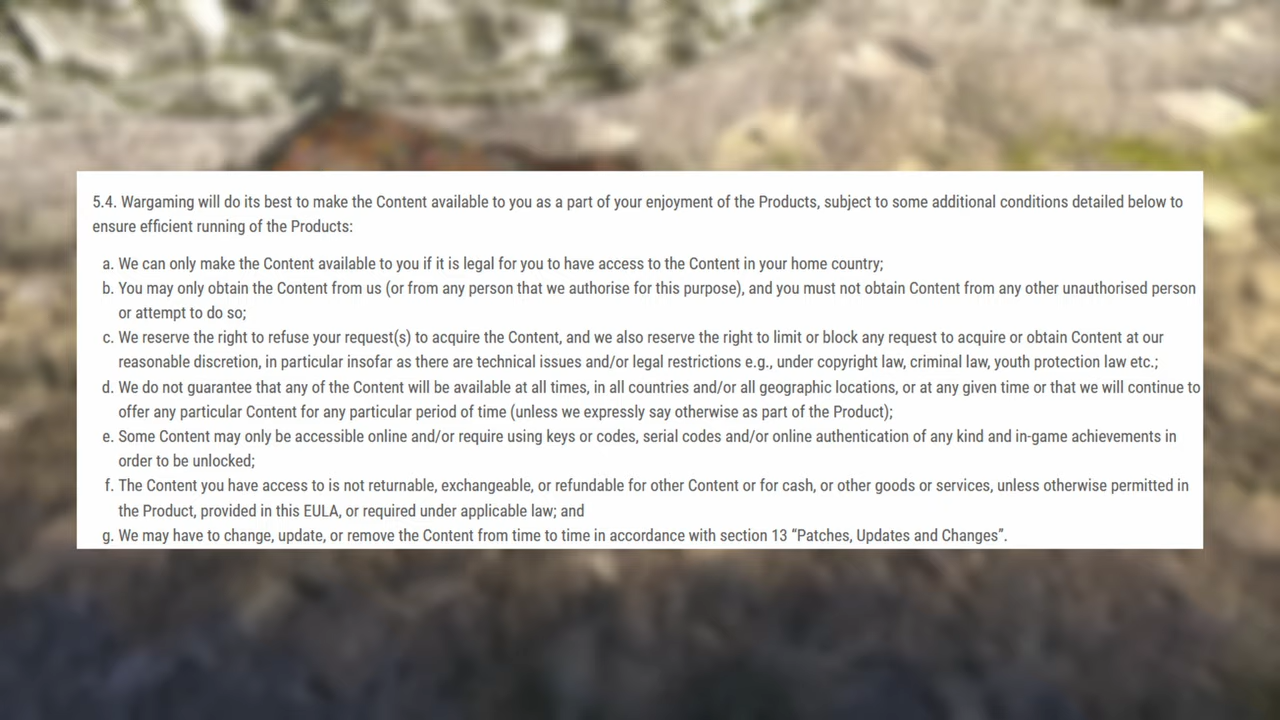 5.4. Wargaming will do its best to make the Content available to you as a part of your enjoyment of the Products, subject to some additional conditions detailed below to
ensure efficient running of the Products:
a. We can only make the Content available to you if it is legal for you to have access to the Content in your home country;
b. You may only obtain the Content from us (or from any person that we authorise for this purpose), and you must not obtain Content from any other unauthorised person
or attempt to do so;
c. We reserve the right to refuse your request(s) to acquire the Content, and we also reserve the right to limit or block any request to acquire or obtain Content at our
reasonable discretion, in particular insofar as there are technical issues and/or legal restrictions e.g., under copyright law, criminal law, youth protection law etc.;
d. We do not guarantee that any of the Content will be available at all times, in all countries and/or all geographic locations, or at any given time or that we will continue to
offer any particular Content for any particular period of time (unless we expressly say otherwise as part of the Product);
e. Some Content may only be accessible online and/or require using keys or codes, serial codes and/or online authentication of any kind and in-game achievements in
order to be unlocked;
f. The Content you have access to is not returnable, exchangeable, or refundable for other Content or for cash, or other goods or services, unless otherwise permitted in
the Product, provided in this EULA, or required under applicable law; and
g. We may have to change, update, or remove the Content from time to time in accordance with section 13 “Patches, Updates and Changes”.